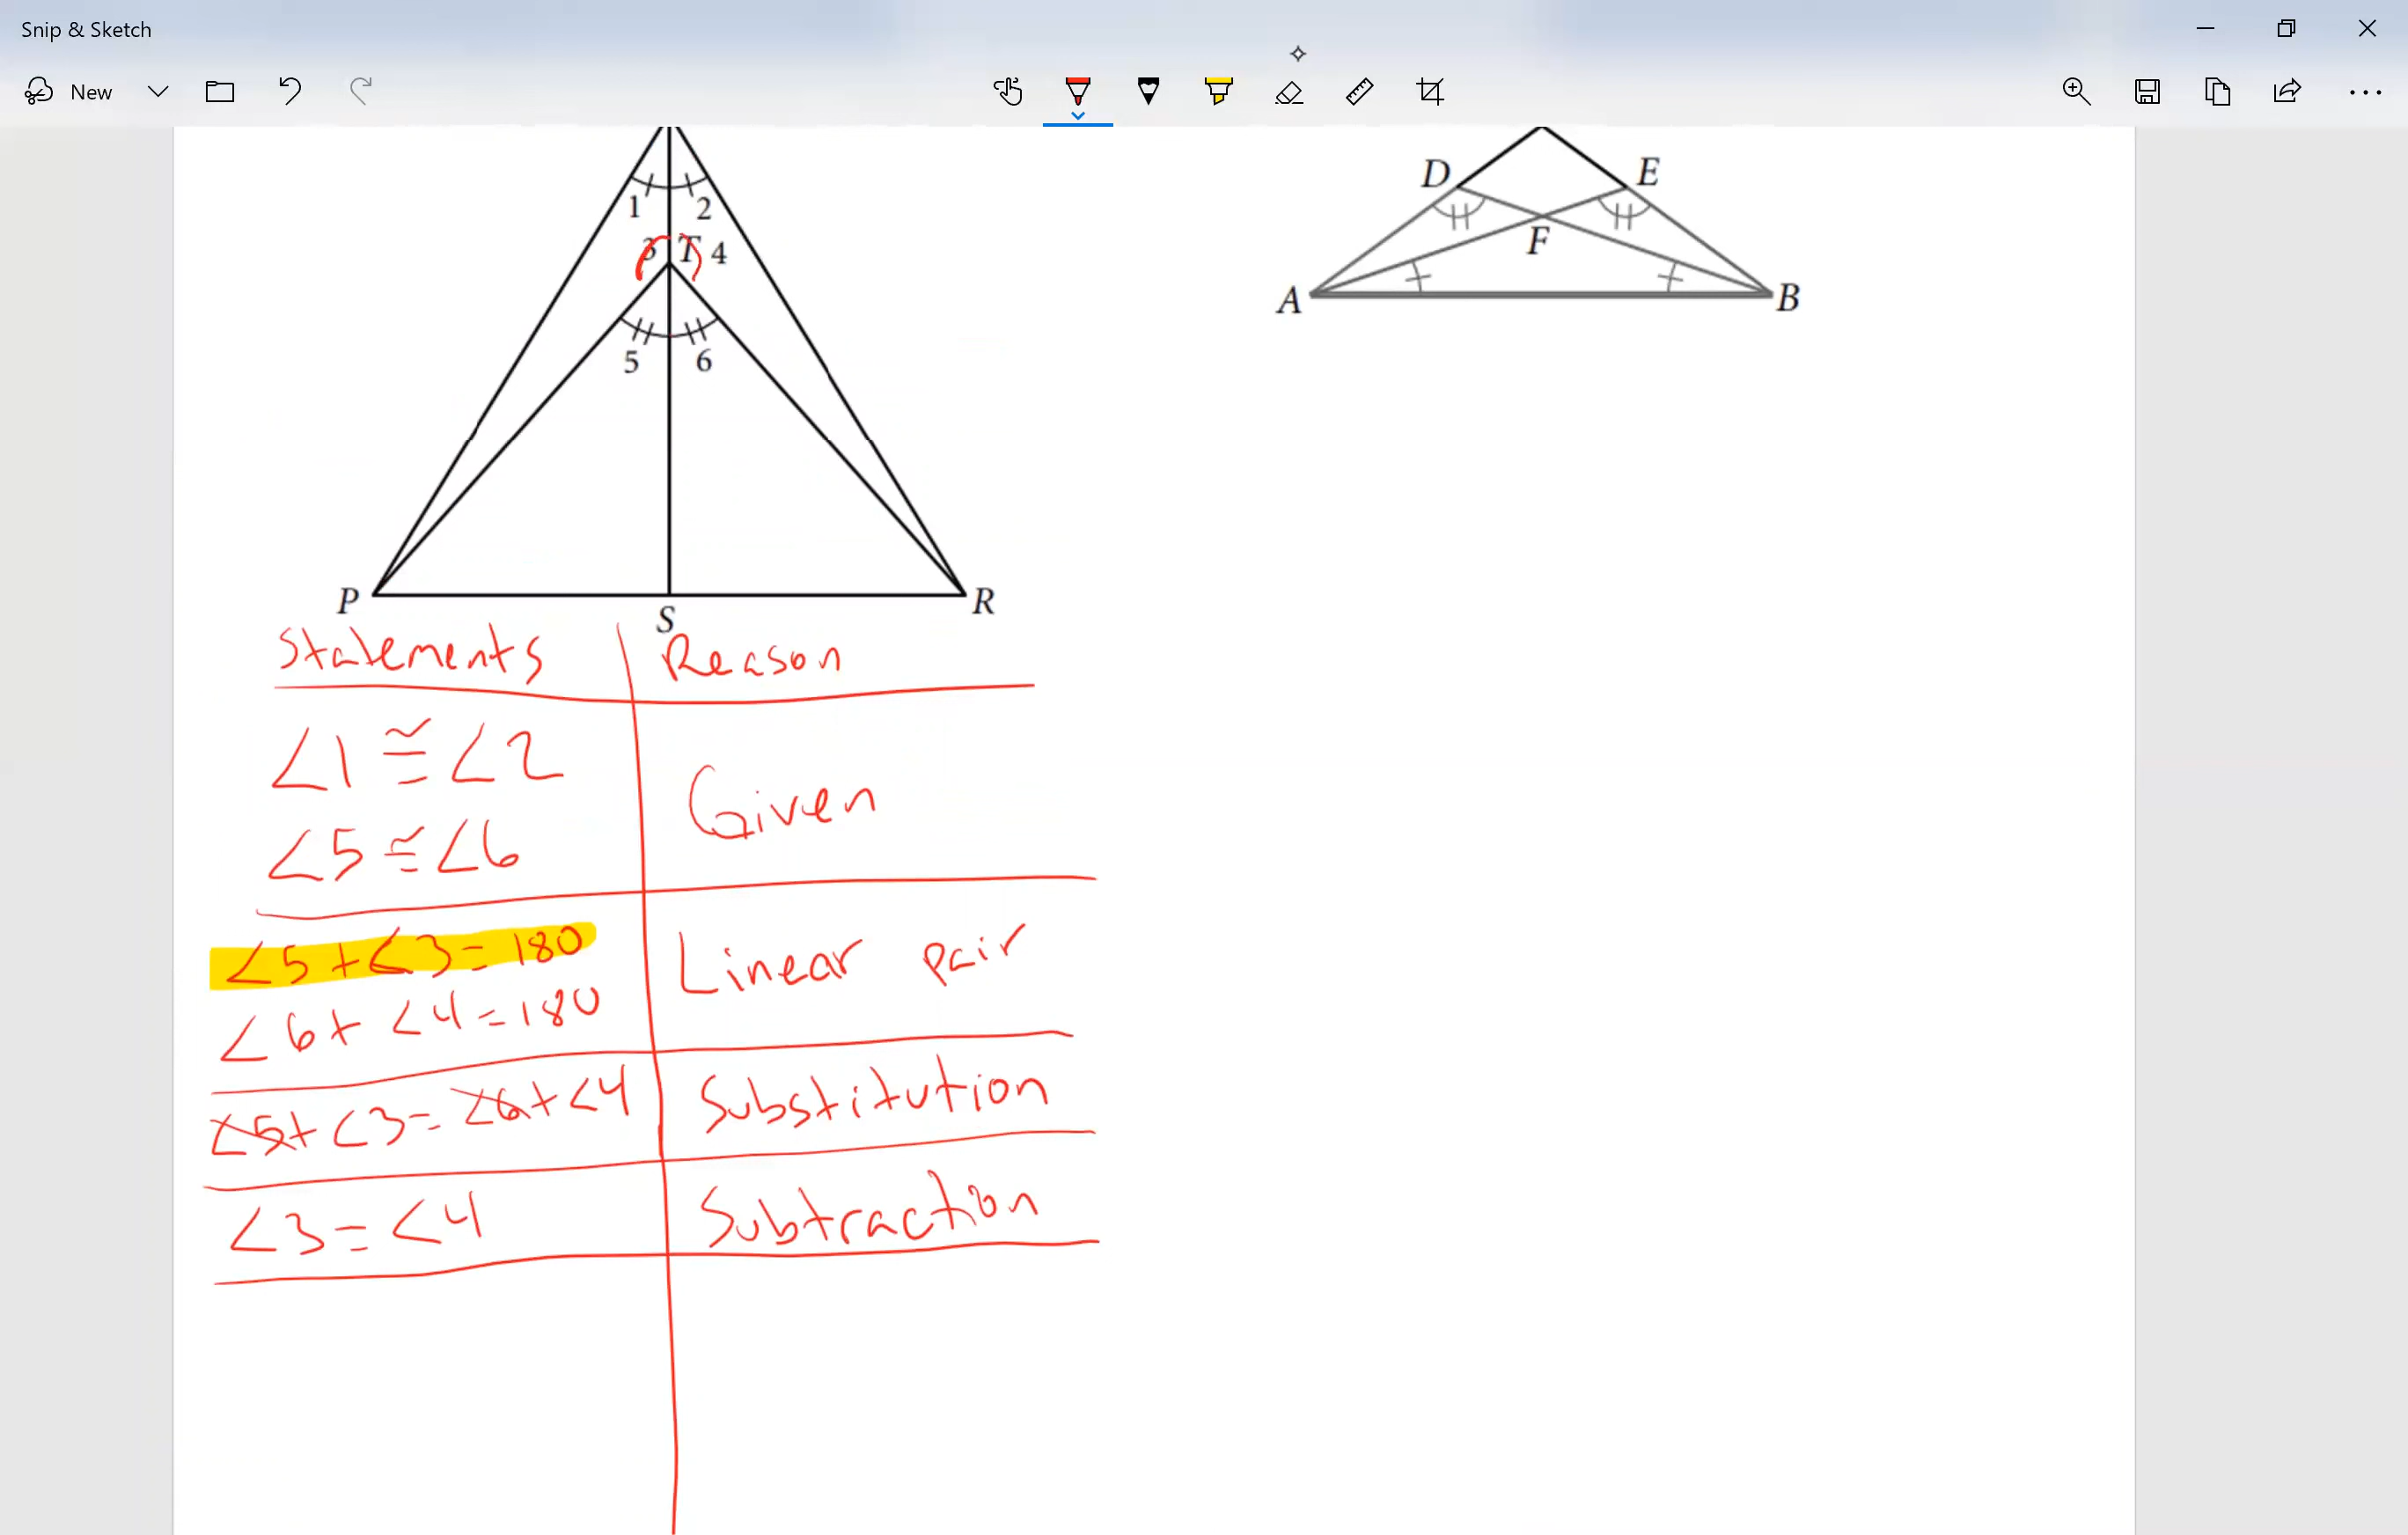 Snip & Sketch
New
1 2
3 T 4
5 6
P S R
D E
F
A B
Statements Reason
∠1 ≅ ∠2
Given
∠5 ≅ ∠6
∠5 + ∠3 = 180
Linear pair
∠6 + ∠4 = 180
∠5 + ∠3 = ∠6 + ∠4 Substitution
∠3 = ∠4 Subtraction